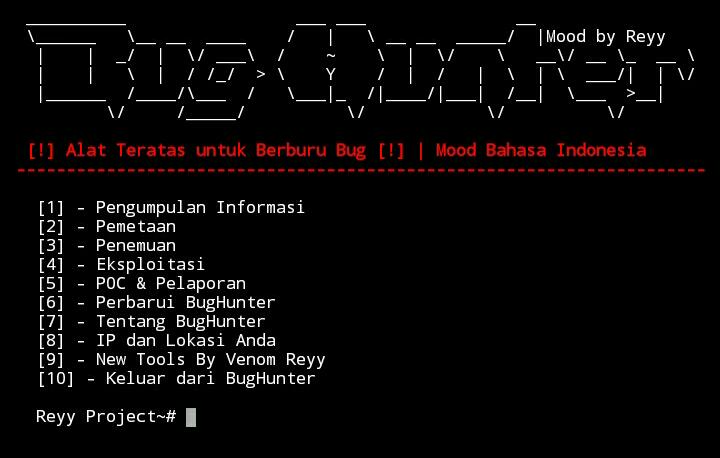 Bug Hunter
Mood by Reyy
[!] Alat Teratas untuk Berburu Bug [!] | Mood Bahasa Indonesia
[1] - Pengumpulan Informasi
[2] - Pemetaan
[3] - Penemuan
[4] - Eksploitasi
[5] - POC & Pelaporan
[6] - Perbarui BugHunter
[7] - Tentang BugHunter
[8] - IP dan Lokasi Anda
[9] - New Tools By Venom Reyy
[10] - Keluar dari BugHunter
Reyy Project~#